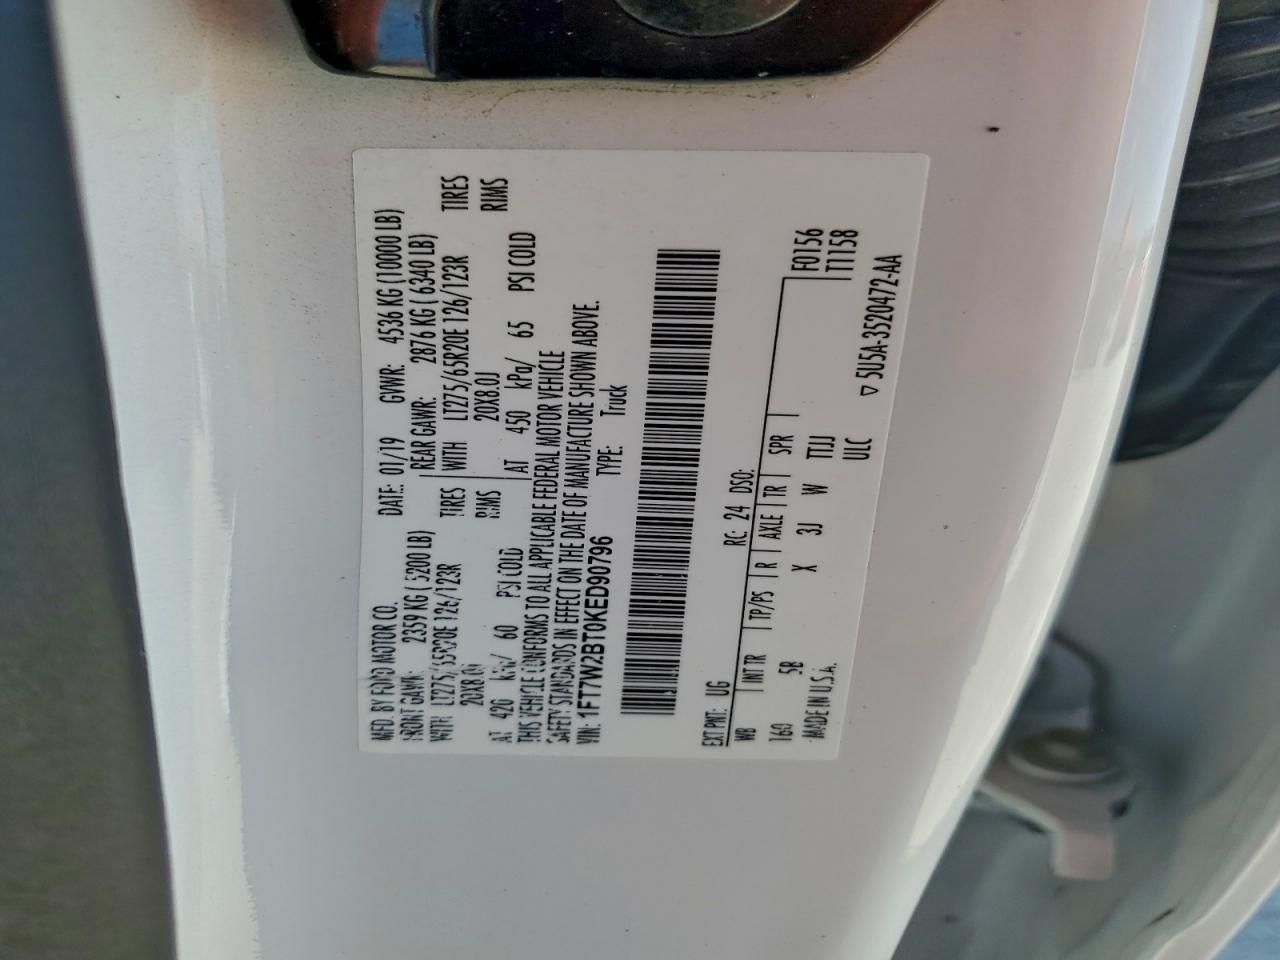 MFD. BY FORD MOTOR CO. DATE: 01/19 GVWR: 4536 KG (10000 LB)
FRONT GAWR: 2359 KG (5200 LB) REAR GAWR: 2876 KG (6340 LB)
WITH LT275/65R20E 126/123R TIRES WITH LT275/65R20E 126/123R TIRES
20X8.0J RIMS 20X8.0J RIMS
AT 420 kPa/ 60 PSI COLD AT 450 kPa/ 65 PSI COLD
THIS VEHICLE CONFORMS TO ALL APPLICABLE FEDERAL MOTOR VEHICLE
SAFETY STANDARDS IN EFFECT ON THE DATE OF MANUFACTURE SHOWN ABOVE.
VIN: 1FT7W2BT0KED90796 TYPE: Truck
EXT PNT: UG RC: 24 DSO:
WB INT TR TP/PS R AXLE TR SPR F0156
160 5B X 3J W TTJJ T1158
MADE IN U.S.A. ULC ▽ 5U5A-3520472-AA